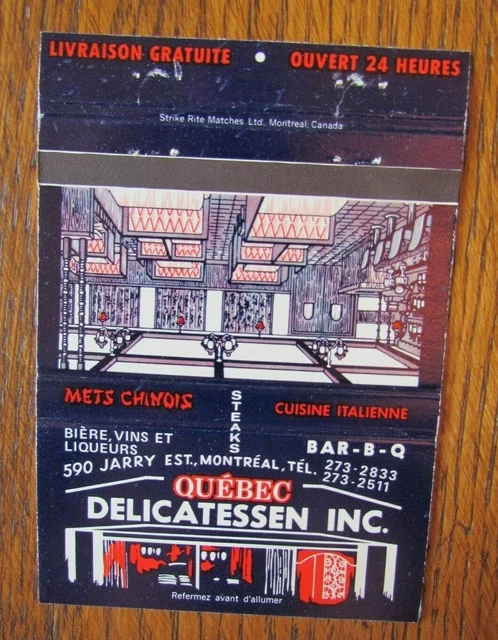 LIVRAISON GRATUITE • OUVERT 24 HEURES
Strike Rite Matches Ltd., Montreal, Canada
METS CHINOIS
STEAKS
CUISINE ITALIENNE
BIÈRE, VINS ET
LIQUEURS
BAR-B-Q
590 JARRY EST., MONTRÉAL, TÉL. 273-2833
273-2511
QUÉBEC
DELICATESSEN INC.
Refermez avant d'allumer